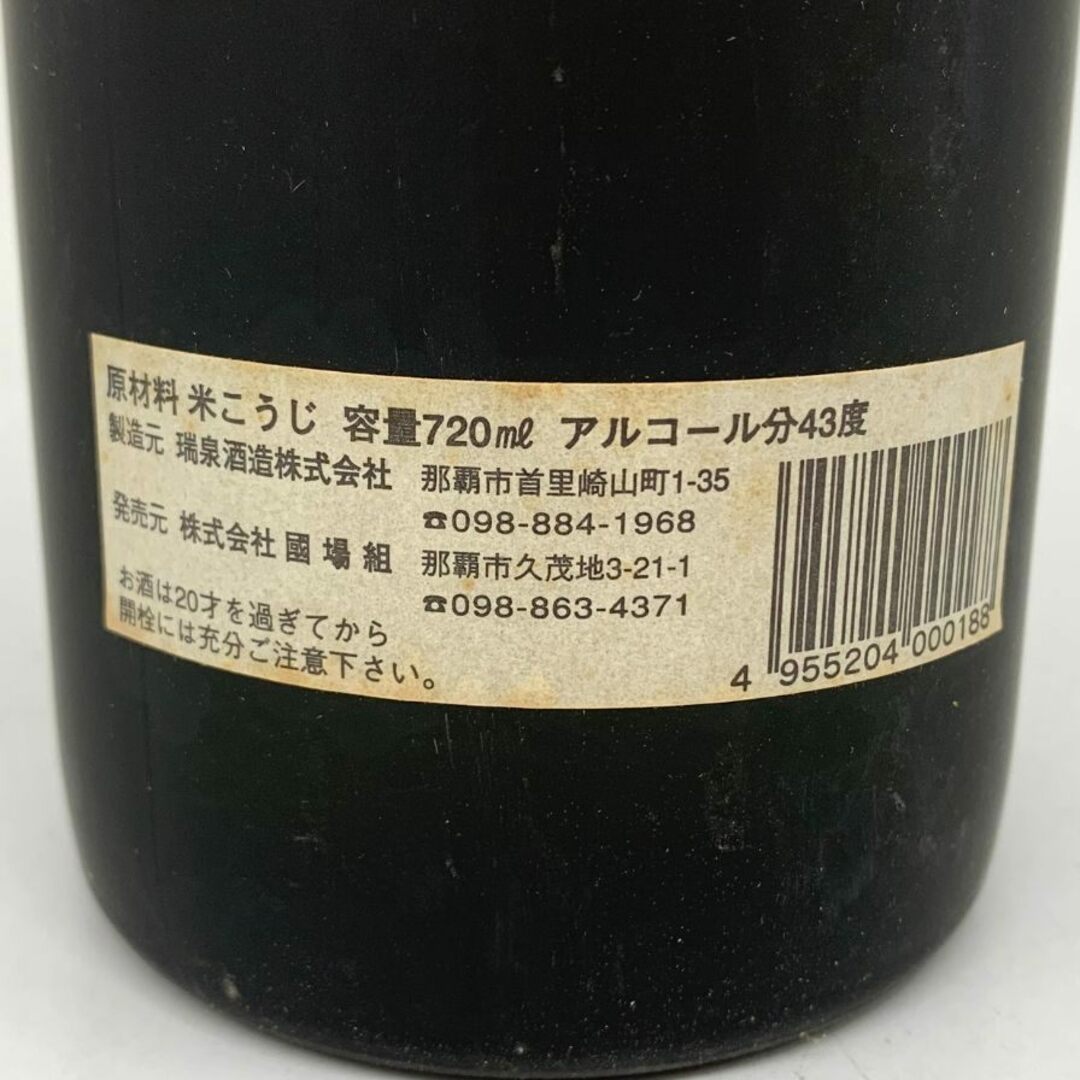 原材料 米こうじ 容量720㎖ アルコール分43度
製造元 瑞泉酒造株式会社 那覇市首里崎山町1-35
☎098-884-1968
発売元 株式会社 國場組 那覇市久茂地3-21-1
☎098-863-4371
お酒は20才を過ぎてから
開栓には充分ご注意下さい。
4 955204 000188